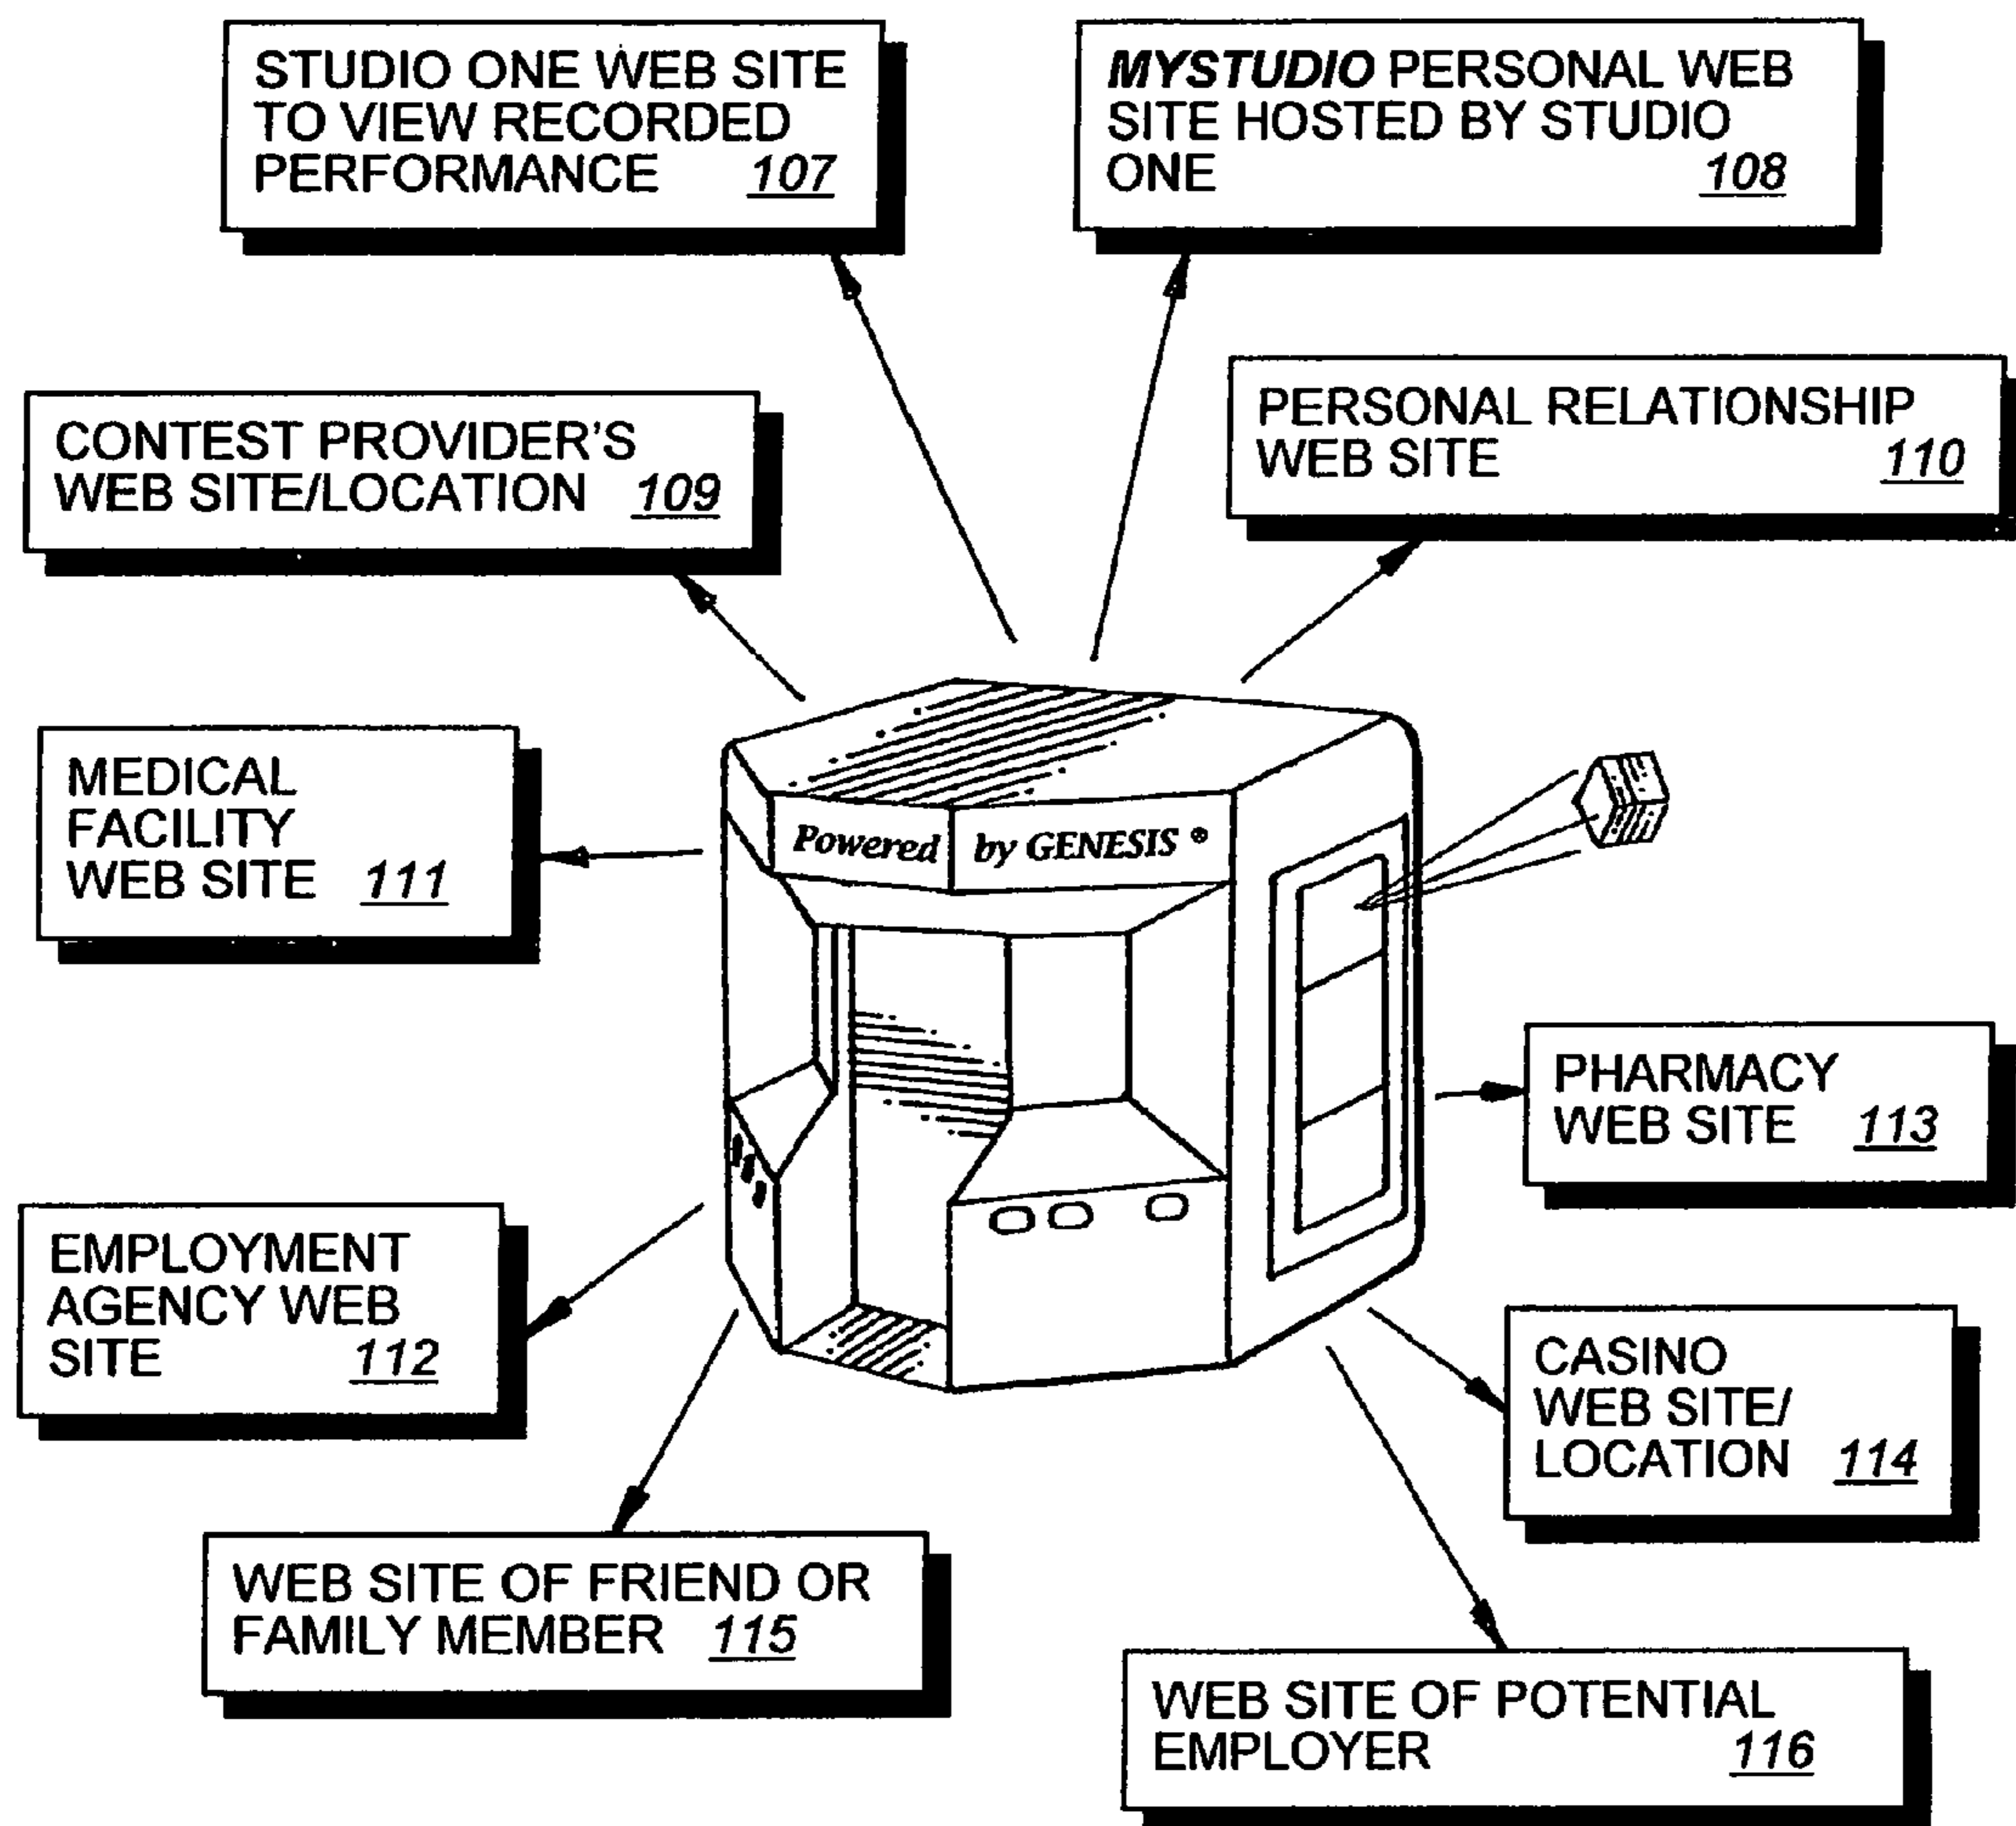 STUDIO ONE WEB SITE
TO VIEW RECORDED
PERFORMANCE 107
MYSTUDIO PERSONAL WEB
SITE HOSTED BY STUDIO
ONE 108
CONTEST PROVIDER'S
WEB SITE/LOCATION 109
PERSONAL RELATIONSHIP
WEB SITE 110
MEDICAL
FACILITY
WEB SITE 111
Powered by GENESIS ®
PHARMACY
WEB SITE 113
EMPLOYMENT
AGENCY WEB
SITE 112
CASINO
WEB SITE/
LOCATION 114
WEB SITE OF FRIEND OR
FAMILY MEMBER 115
WEB SITE OF POTENTIAL
EMPLOYER 116